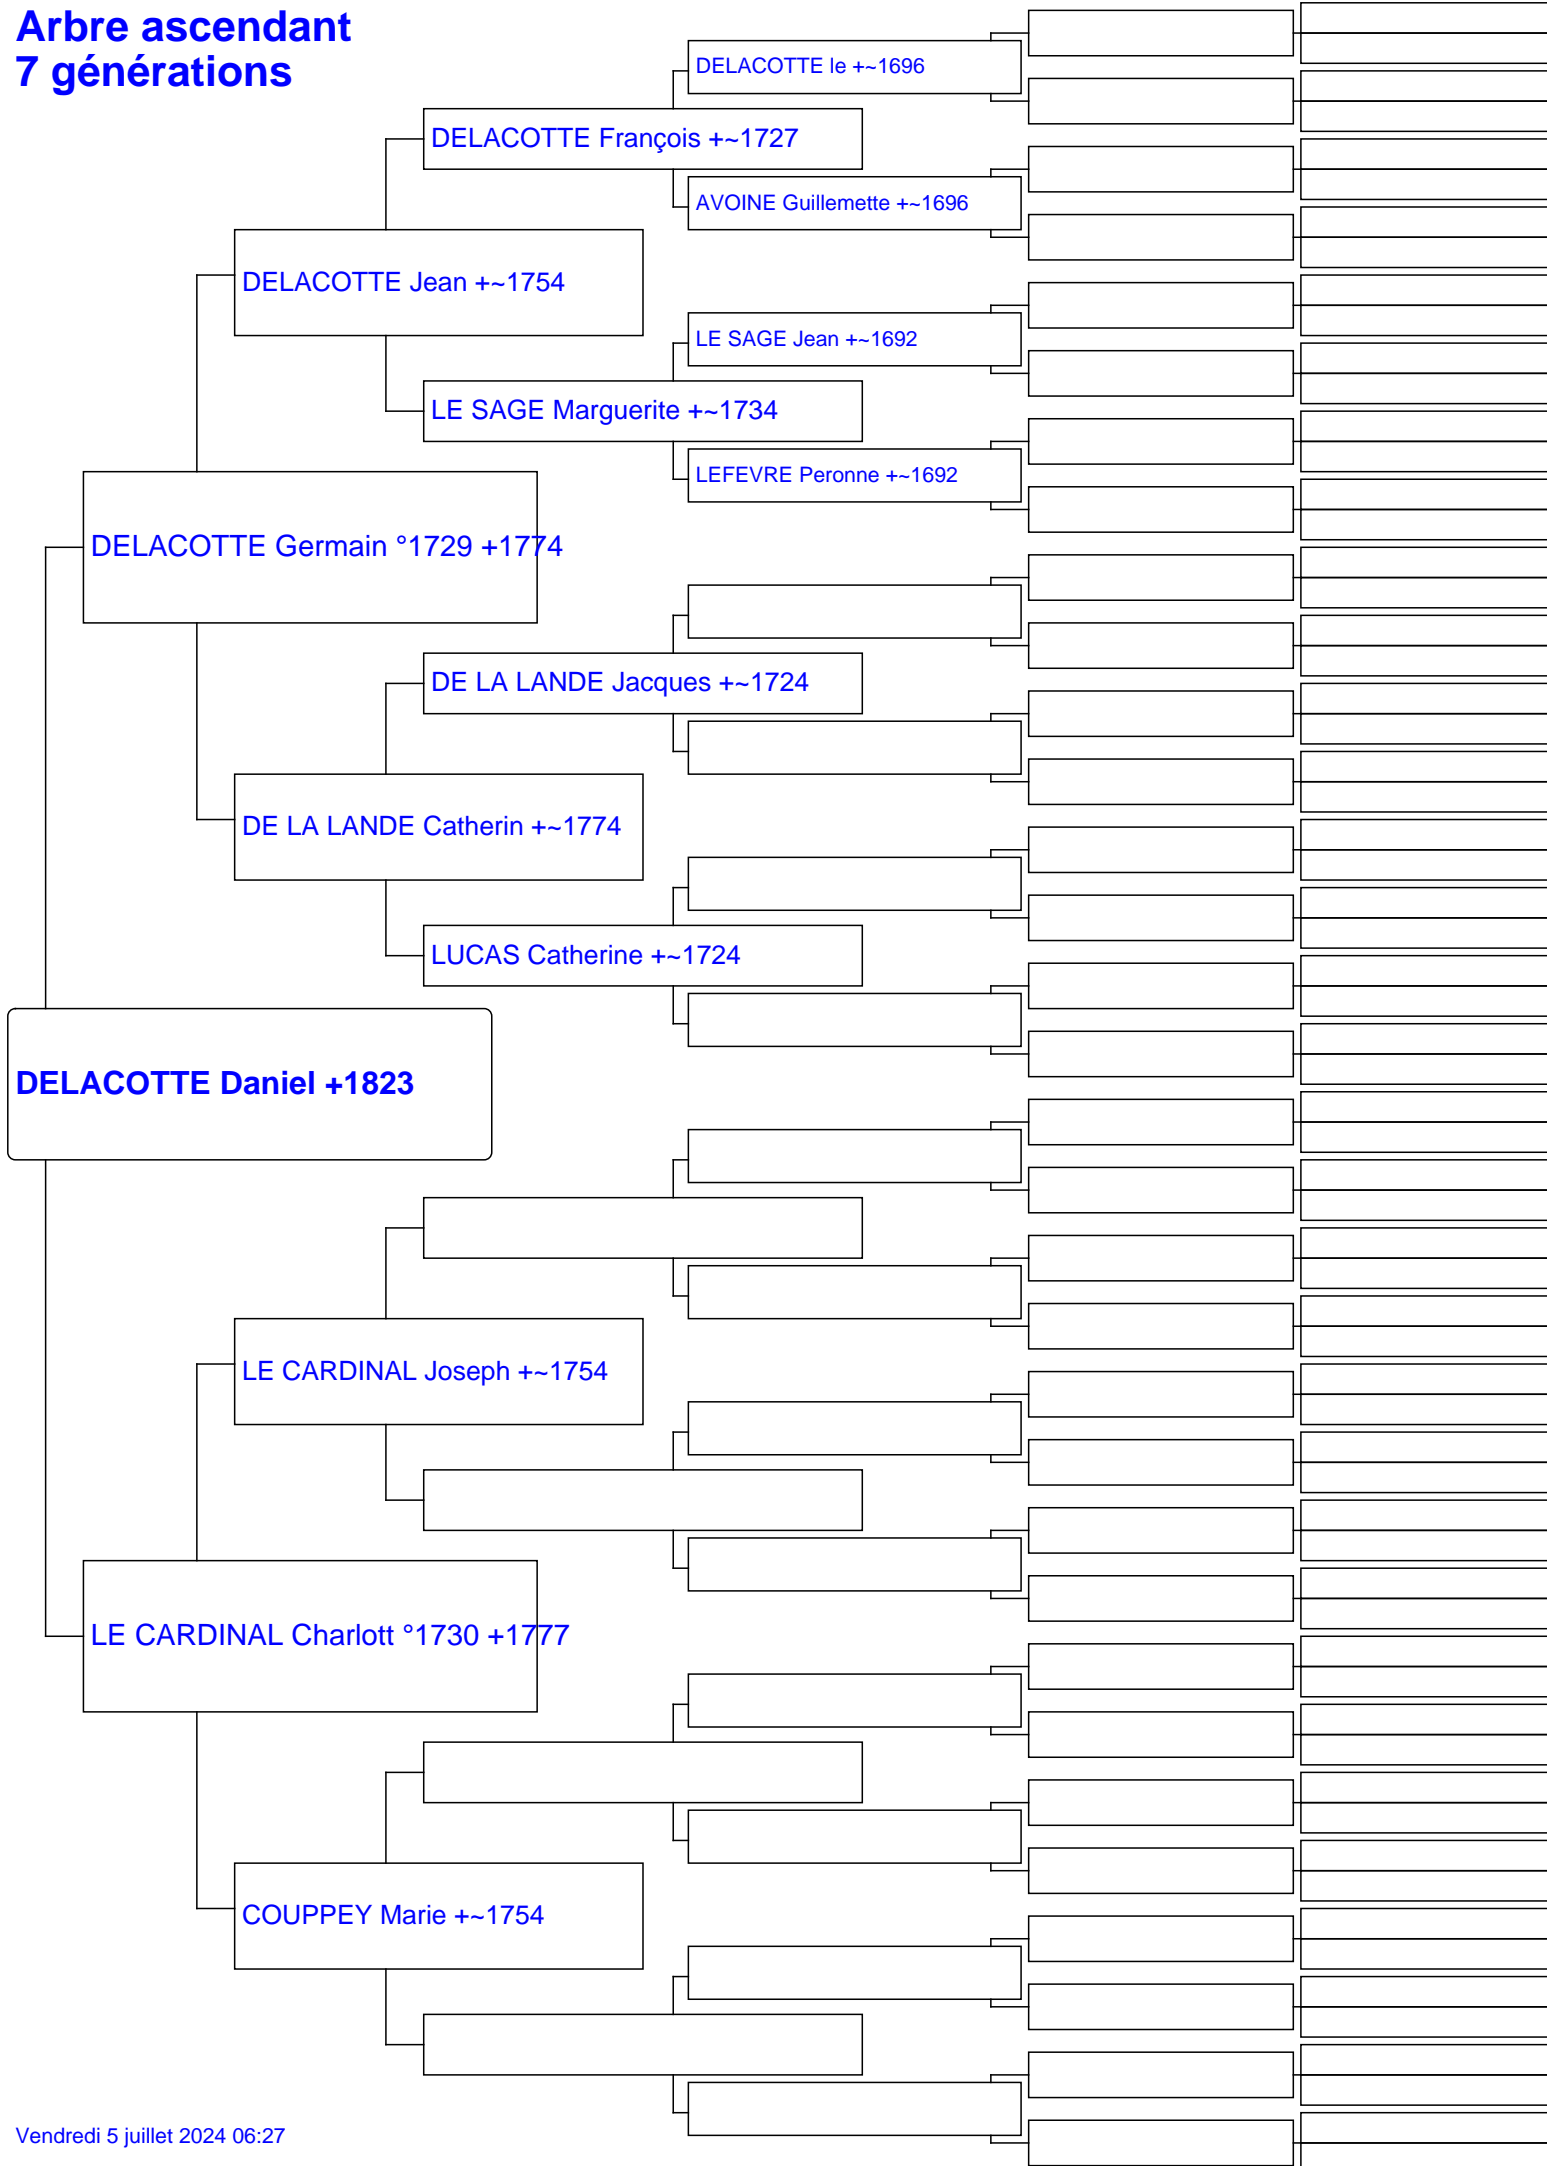 Arbre ascendant
7 générations
DELACOTTE le +~1696
DELACOTTE François +~1727
AVOINE Guillemette +~1696
DELACOTTE Jean +~1754
LE SAGE Jean +~1692
LE SAGE Marguerite +~1734
LEFEVRE Peronne +~1692
DELACOTTE Germain °1729 +1774
DE LA LANDE Jacques +~1724
DE LA LANDE Catherin +~1774
LUCAS Catherine +~1724
DELACOTTE Daniel +1823
LE CARDINAL Joseph +~1754
LE CARDINAL Charlott °1730 +1777
COUPPEY Marie +~1754
Vendredi 5 juillet 2024 06:27